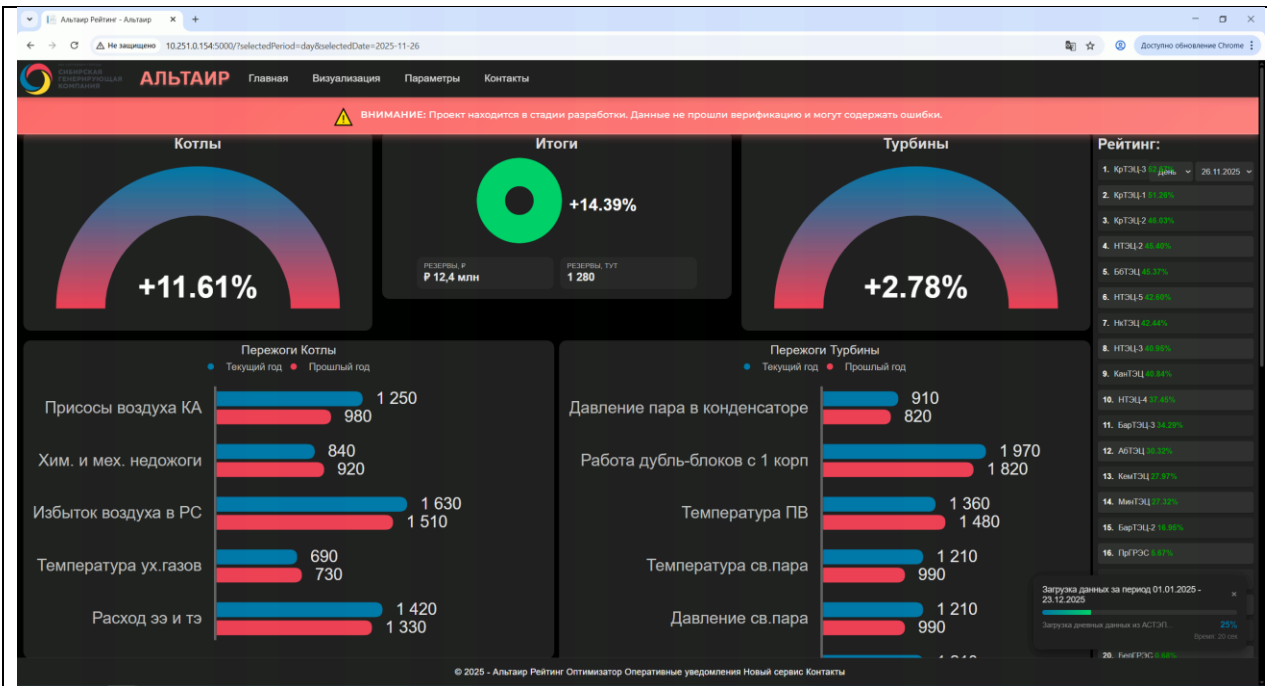 Альтаир Рейтинг - Альтаир
Не защищено 10.251.0.154:5000/?selectedPeriod=day&selectedDate=2025-11-26 Доступно обновление Chrome
СИБИРСКАЯ
ГЕНЕРИРУЮЩАЯ
КОМПАНИЯ
АЛЬТАИР Главная Визуализация Параметры Контакты
ВНИМАНИЕ: Проект находится в стадии разработки. Данные не прошли верификацию и могут содержать ошибки.
Котлы
+11.61%
Итоги
+14.39%
РЕЗЕРВЫ, ₽
₽ 12,4 млн
РЕЗЕРВЫ, ТУТ
1 280
Турбины
+2.78%
Пережоги Котлы
Текущий год Прошлый год
Присосы воздуха КА 1 250
980
Хим. и мех. недожоги 840
920
Избыток воздуха в РС 1 630
1 510
Температура ух.газов 690
730
Расход ээ и тэ 1 420
1 330
Пережоги Турбины
Текущий год Прошлый год
Давление пара в конденсаторе 910
820
Работа дубль-блоков с 1 корп 1 970
1 820
Температура ПВ 1 360
1 480
Температура св.пара 1 210
990
Давление св.пара 1 210
990
Рейтинг:
День 26.11.2025
1. КрТЭЦ-3
2. КрТЭЦ-1 51.26%
3. КрТЭЦ-2 46.03%
4. НТЭЦ-2 45.40%
5. БбТЭЦ 45.37%
6. НТЭЦ-5 42.60%
7. НкТЭЦ 42.44%
8. НТЭЦ-3 40.95%
9. КанТЭЦ 40.84%
10. НТЭЦ-4 37.45%
11. БарТЭЦ-3 34.29%
12. АбТЭЦ 30.32%
13. КемТЭЦ 27.97%
14. МинТЭЦ 27.32%
15. БарТЭЦ-2 16.98%
16. ПрГРЭС 5.67%
Загрузка данных за период 01.01.2025 -
23.12.2025
Загрузка дневных данных из АСТЭП... 25%
Время: 20 сек
20. БелГРЭС 0.68%
© 2025 - Альтаир Рейтинг Оптимизатор Оперативные уведомления Новый сервис Контакты